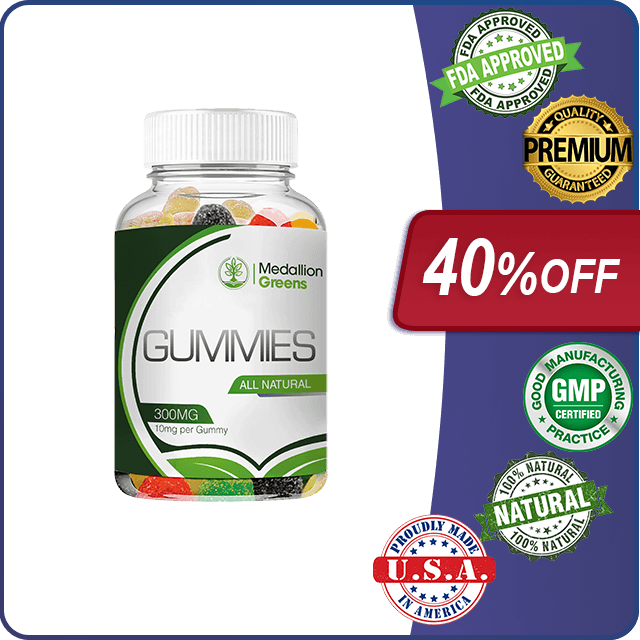 Medallion
Greens
GUMMIES
ALL NATURAL
300MG
10mg per Gummy
FDA APPROVED
FDA APPROVED
FDA APPROVED
QUALITY
PREMIUM
GUARANTEED
40%OFF
GOOD MANUFACTURING
GMP
CERTIFIED
PRACTICE
100% NATURAL
NATURAL
100% NATURAL
PROUDLY MADE
U.S.A.
IN AMERICA